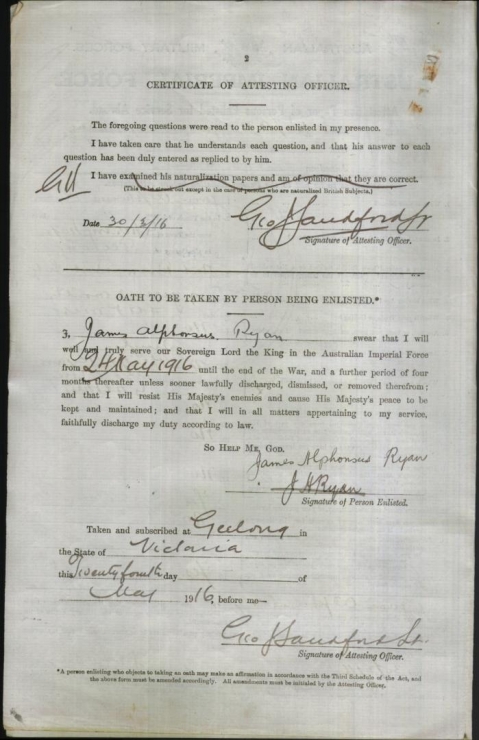 2
CERTIFICATE OF ATTESTING OFFICER.
The foregoing questions were read to the person enlisted in my presence.
I have taken care that he understands each question, and that his answer to each
question has been duly entered as replied to by him.
I have examined his naturalization papers and am of opinion that they are correct.
(This to be struck out except in the case of persons who are naturalized British Subjects.)
Date 30/3/16
Geo J Sandford Lt
Signature of Attesting Officer.
OATH TO BE TAKEN BY PERSON BEING ENLISTED.*
3. James Alphonsus Ryan swear that I will
well and truly serve our Sovereign Lord the King in the Australian Imperial Force
from 24 May 1916 until the end of the War, and a further period of four
months thereafter unless sooner lawfully discharged, dismissed, or removed therefrom;
and that I will resist His Majesty's enemies and cause His Majesty's peace to be
kept and maintained; and that I will in all matters appertaining to my service,
faithfully discharge my duty according to law.
SO HELP ME, GOD.
James Alphonsus Ryan
J A Ryan
Signature of Person Enlisted.
Taken and subscribed at Geelong in
the State of Victoria
this Twenty fourth day of
May 1916, before me—
Geo J Sandford Lt.
Signature of Attesting Officer.
*A person enlisting who objects to taking an oath may make an affirmation in accordance with the Third Schedule of the Act, and
the above form must be amended accordingly. All amendments must be initialed by the Attesting Officer.